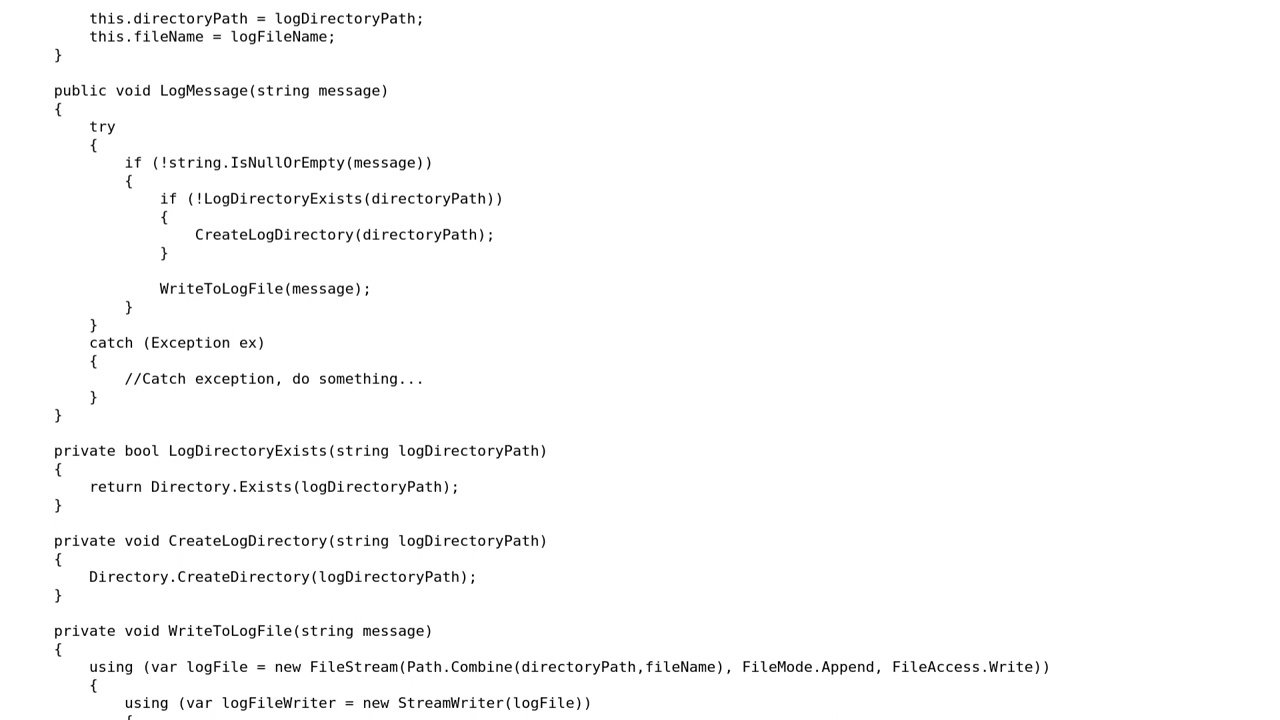 this.directoryPath = logDirectoryPath;
        this.fileName = logFileName;
    }

    public void LogMessage(string message)
    {
        try
        {
            if (!string.IsNullOrEmpty(message))
            {
                if (!LogDirectoryExists(directoryPath))
                {
                    CreateLogDirectory(directoryPath);
                }

                WriteToLogFile(message);
            }
        }
        catch (Exception ex)
        {
            //Catch exception, do something...
        }
    }

    private bool LogDirectoryExists(string logDirectoryPath)
    {
        return Directory.Exists(logDirectoryPath);
    }

    private void CreateLogDirectory(string logDirectoryPath)
    {
        Directory.CreateDirectory(logDirectoryPath);
    }

    private void WriteToLogFile(string message)
    {
        using (var logFile = new FileStream(Path.Combine(directoryPath,fileName), FileMode.Append, FileAccess.Write))
        {
            using (var logFileWriter = new StreamWriter(logFile))
            {